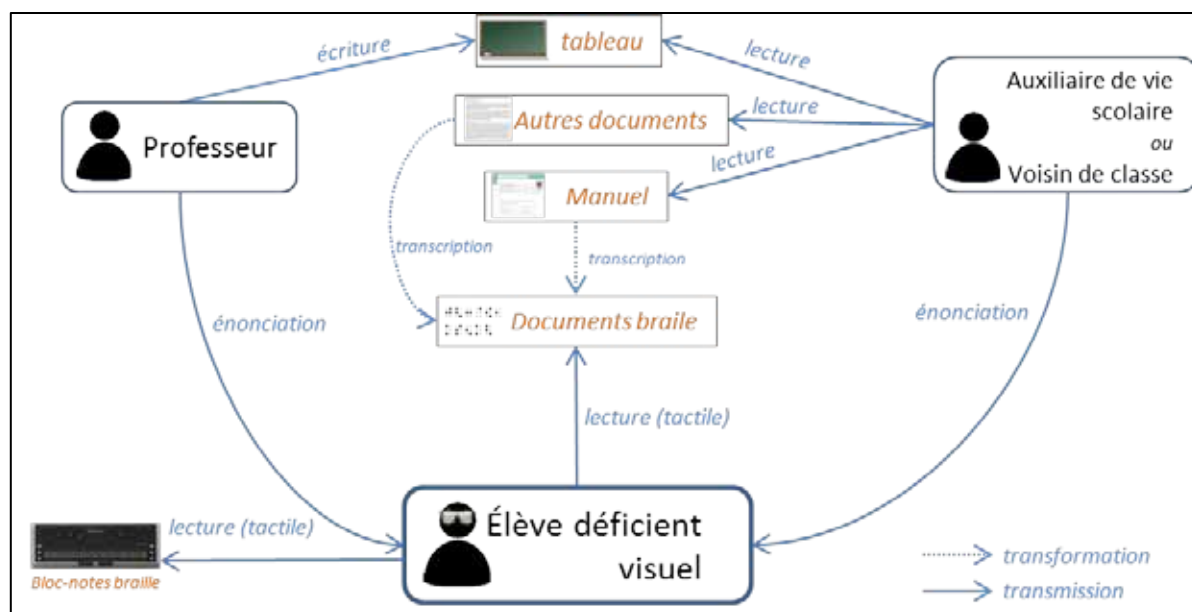 écriture
tableau
lecture
Auxiliaire de vie
scolaire
ou
Voisin de classe
Professeur
Autres documents
lecture
lecture
Manuel
transcription
transcription
énonciation
Documents braile
énonciation
lecture (tactile)
lecture (tactile)
Élève déficient
visuel
Bloc-notes braille
transformation
transmission